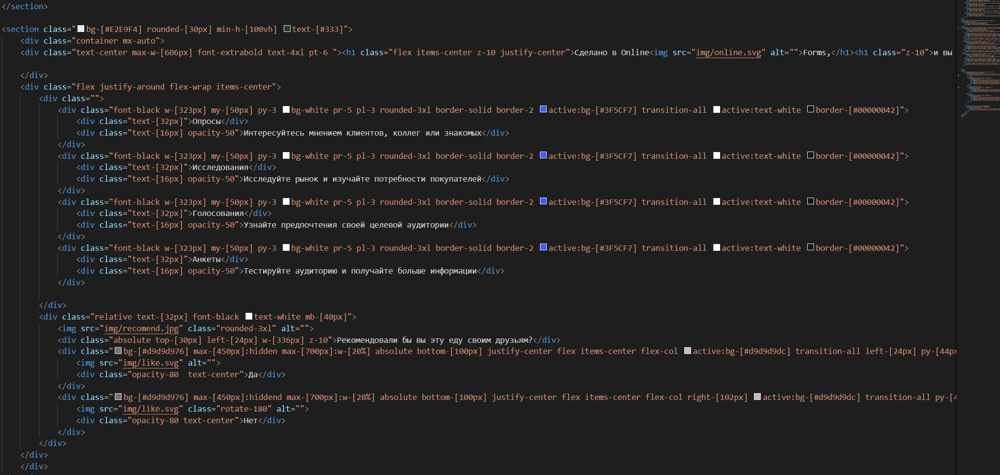 </section>
<section class="bg-[#E2E9F4] rounded-[30px] min-h-[100vh] text-[#333]">
<div class="container mx-auto">
<div class="text-center max-w-[606px] font-extrabold text-4xl pt-6 "><h1 class="flex items-center z-10 justify-center">Сделано в Online<img src="img/online.svg" alt="">Forms,</h1><h1 class="z-10">и вы
</div>
<div class="flex justify-around flex-wrap items-center">
<div class="">
<div class="font-black w-[323px] my-[50px] py-3 bg-white pr-5 pl-3 rounded-3xl border-solid border-2 active:bg-[#3F5CF7] transition-all active:text-white border-[#00000042]">
<div class="text-[32px]">Опросы</div>
<div class="text-[16px] opacity-50">Интересуйтесь мнением клиентов, коллег или знакомых</div>
</div>
<div class="font-black w-[323px] my-[50px] py-3 bg-white pr-5 pl-3 rounded-3xl border-solid border-2 active:bg-[#3F5CF7] transition-all active:text-white border-[#00000042]">
<div class="text-[32px]">Исследования</div>
<div class="text-[16px] opacity-50">Исследуйте рынок и изучайте потребности покупателей</div>
</div>
<div class="font-black w-[323px] my-[50px] py-3 bg-white pr-5 pl-3 rounded-3xl border-solid border-2 active:bg-[#3F5CF7] transition-all active:text-white border-[#00000042]">
<div class="text-[32px]">Голосования</div>
<div class="text-[16px] opacity-50">Узнайте предпочтения своей целевой аудитории</div>
</div>
<div class="font-black w-[323px] my-[50px] py-3 bg-white pr-5 pl-3 rounded-3xl border-solid border-2 active:bg-[#3F5CF7] transition-all active:text-white border-[#00000042]">
<div class="text-[32px]">Анкеты</div>
<div class="text-[16px] opacity-50">Тестируйте аудиторию и получайте больше информации</div>
</div>
</div>
<div class="relative text-[32px] font-black text-white mb-[40px]">
<img src="img/recomend.jpg" class="rounded-3xl" alt="">
<div class="absolute top-[30px] left-[24px] w-[336px] z-10">Рекомендовали бы вы эту еду своим друзьям?</div>
<div class="bg-[#d9d9d976] max-[450px]:hidden max-[700px]:w-[20%] absolute bottom-[100px] justify-center flex items-center flex-col active:bg-[#d9d9d9dc] transition-all left-[24px] py-[44px
<img src="img/like.svg" alt="">
<div class="opacity-80  text-center">Да</div>
</div>
<div class="bg-[#d9d9d976] max-[450px]:hiddend max-[700px]:w-[20%] absolute bottom-[100px] justify-center flex items-center flex-col right-[102px] active:bg-[#d9d9d9dc] transition-all py-[4
<img src="img/like.svg" class="rotate-180" alt="">
<div class="opacity-80 text-center">Нет</div>
</div>
</div>
</div>
</div>